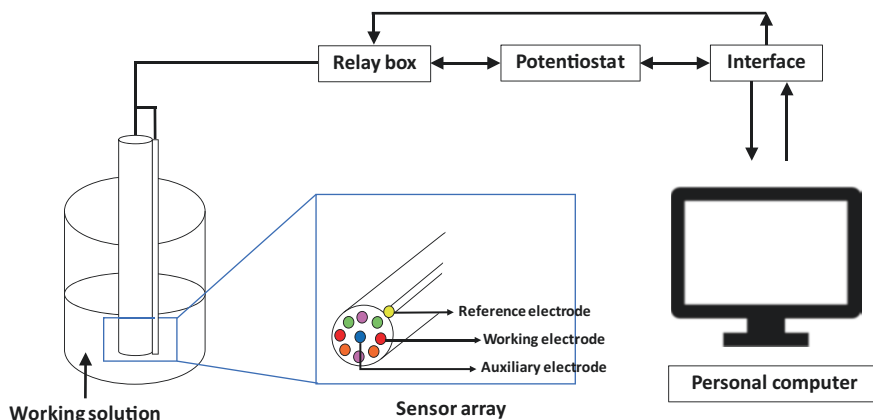 Relay box
Potentiostat
Interface
Reference electrode
Working electrode
Auxiliary electrode
Personal computer
Working solution
Sensor array